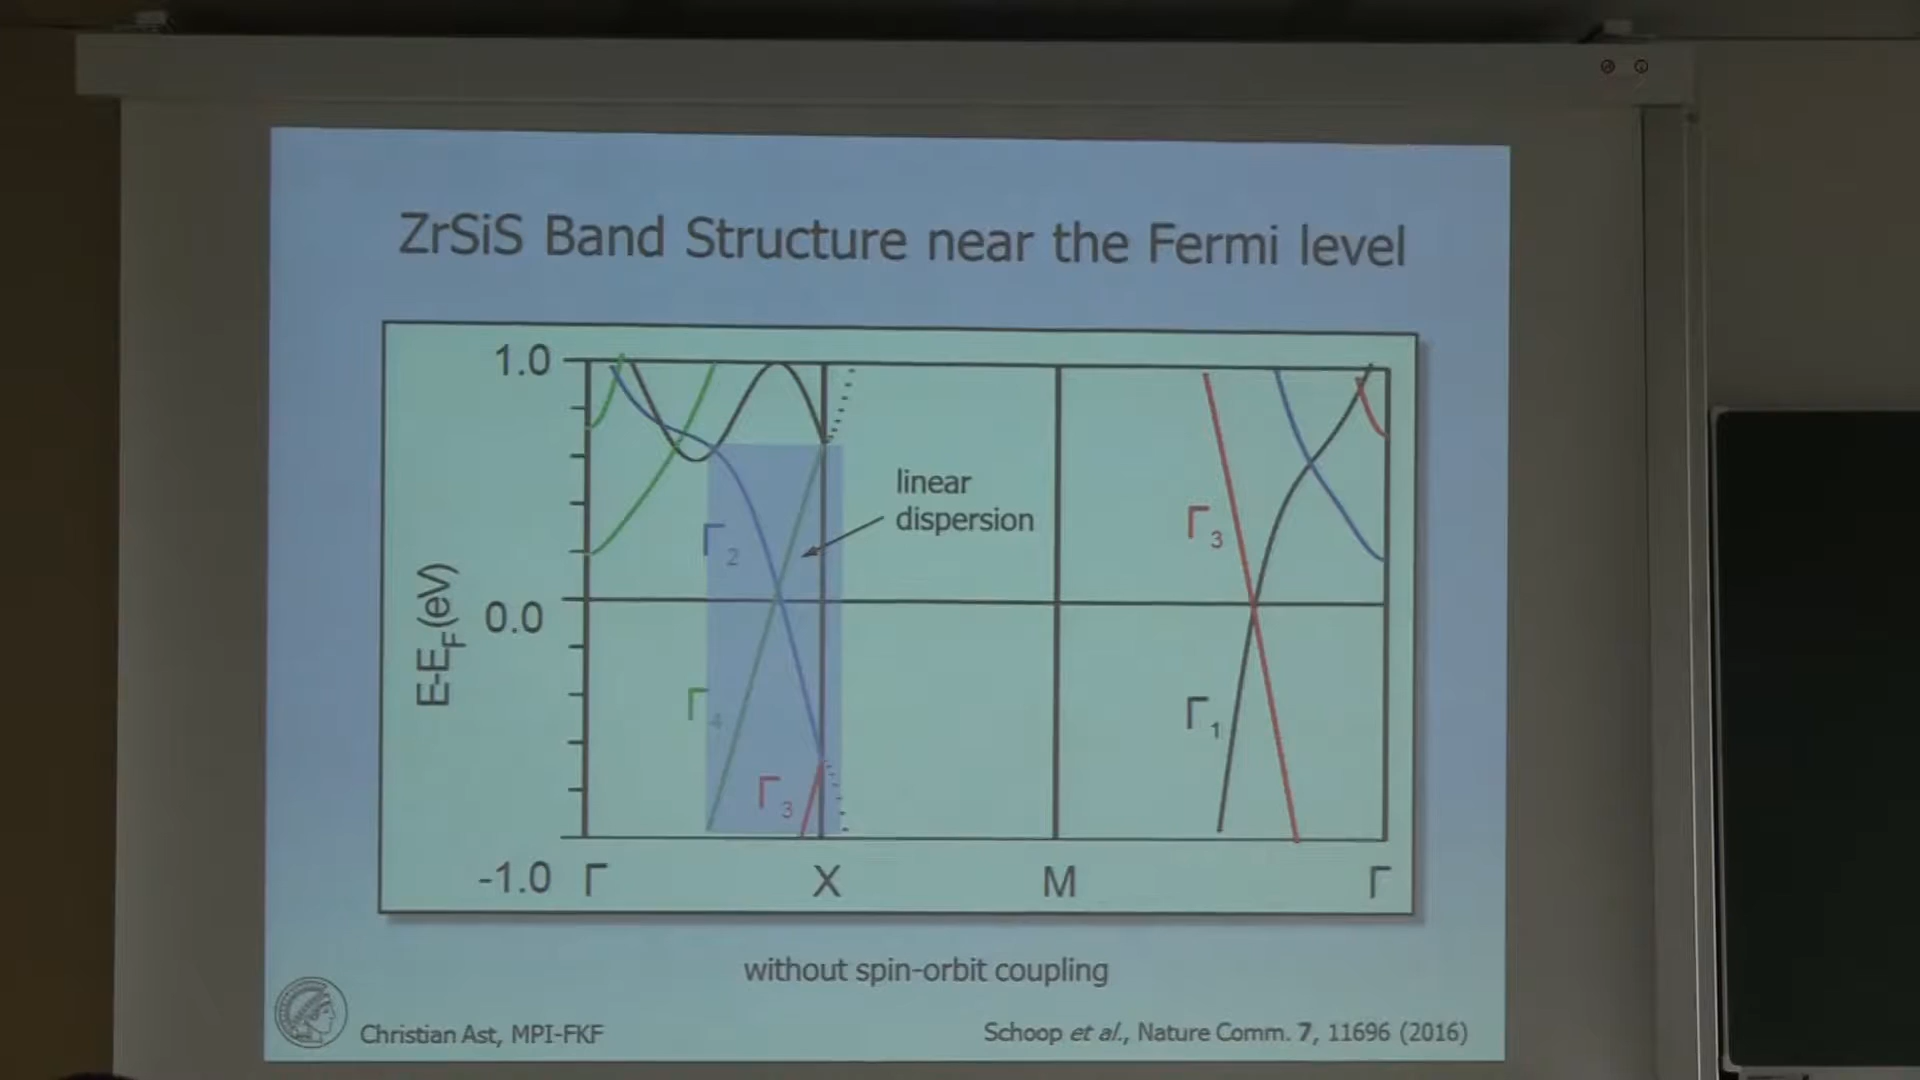 ZrSiS Band Structure near the Fermi level
1.0
linear
dispersion
Γ2
Γ3
E-EF(eV)
0.0
Γ4
Γ1
Γ3
-1.0 Γ X M Γ
without spin-orbit coupling
Christian Ast, MPI-FKF
Schoop et al., Nature Comm. 7, 11696 (2016)